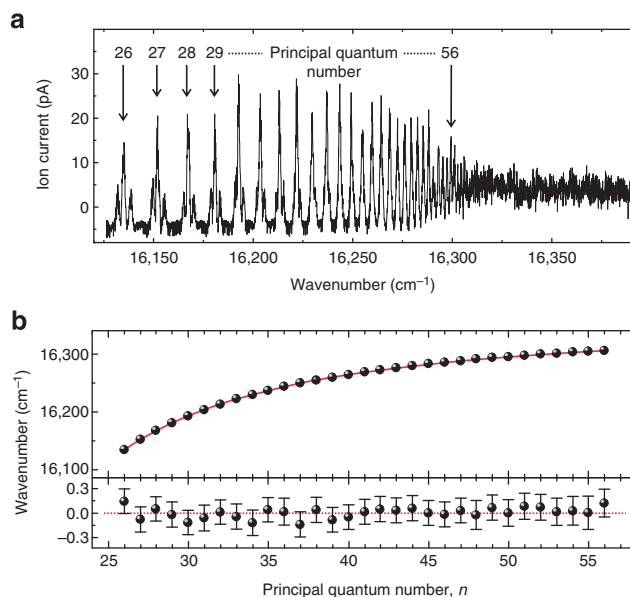 a
26 27 28 29 ········ Principal quantum number ········ 56
Ion current (pA)
30
20
10
0
16,150 16,200 16,250 16,300 16,350
Wavenumber (cm⁻¹)
b
Wavenumber (cm⁻¹)
16,300
16,200
16,100
0.3
0.0
−0.3
25 30 35 40 45 50 55
Principal quantum number, n